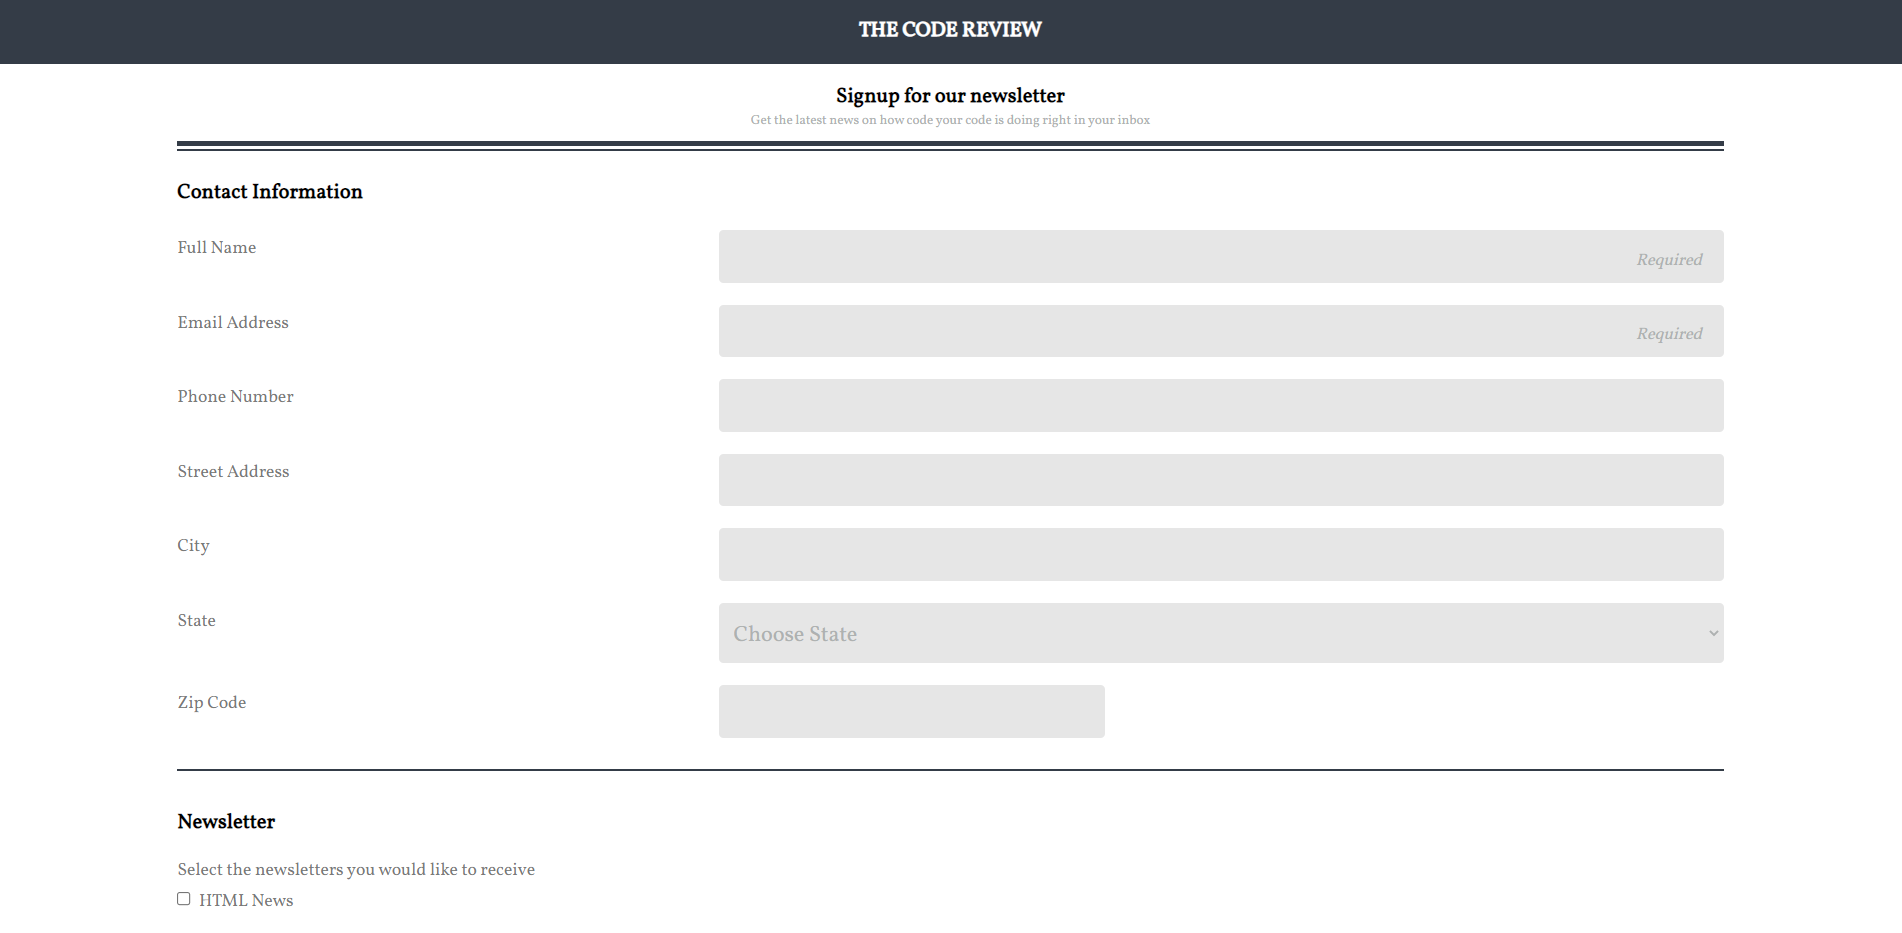 THE CODE REVIEW
Signup for our newsletter
Get the latest news on how code your code is doing right in your inbox
Contact Information
Full Name
Required
Email Address
Required
Phone Number
Street Address
City
State
Choose State
Zip Code
Newsletter
Select the newsletters you would like to receive
HTML News